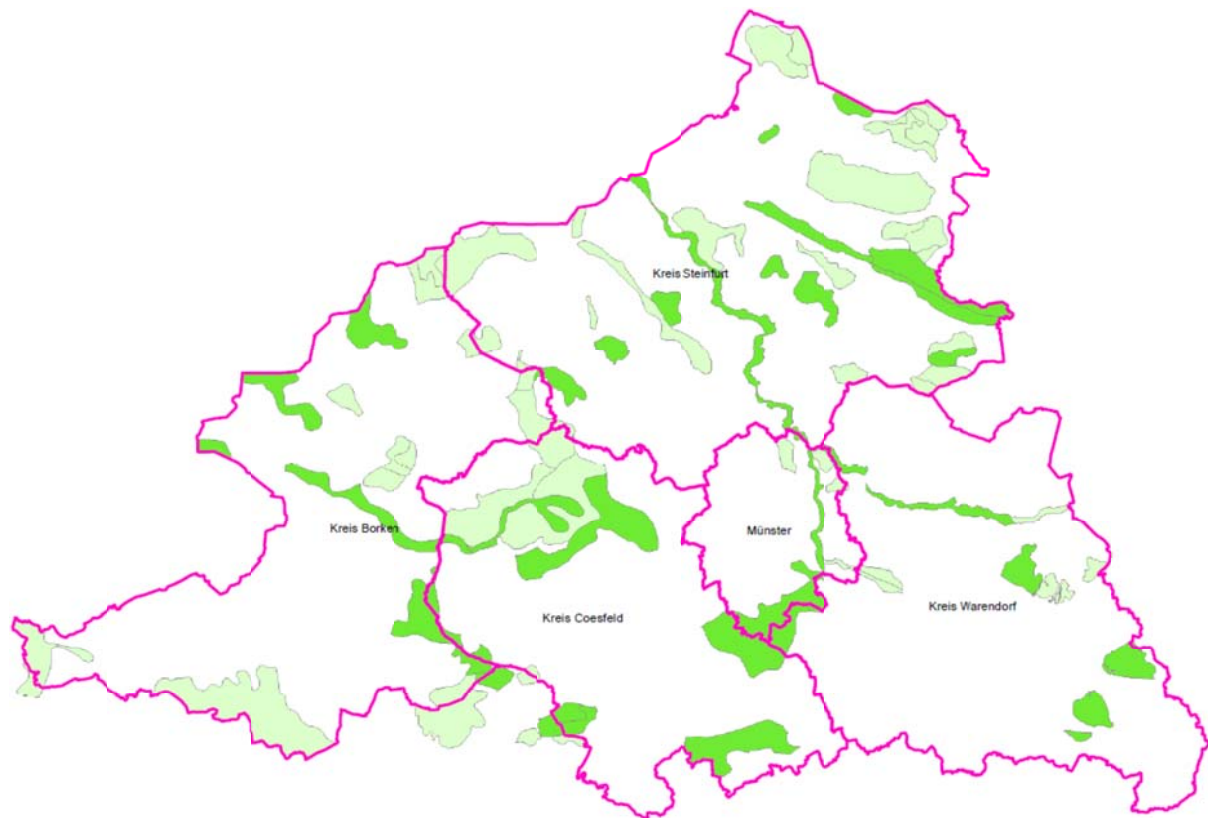 Kreis Steinfurt
Kreis Borken
Münster
Kreis Coesfeld
Kreis Warendorf